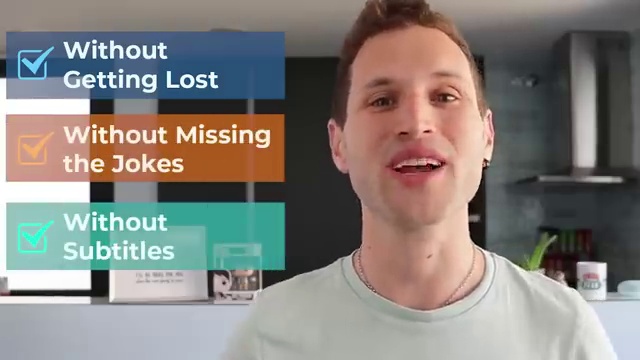 Without
Getting Lost
Without Missing
the Jokes
Without
Subtitles